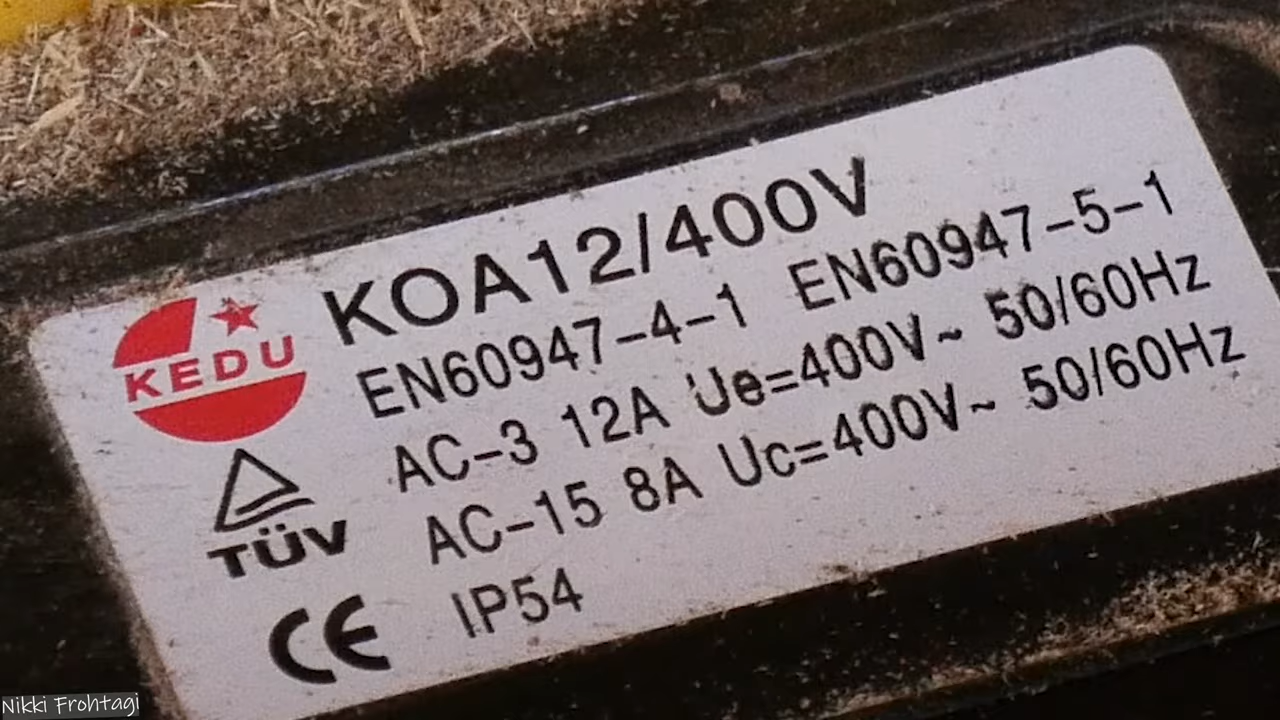 KEDU
KOA12/400V
EN60947-4-1 EN60947-5-1
AC-3 12A Ue=400V~ 50/60Hz
AC-15 8A Uc=400V~ 50/60Hz
IP54
TÜV
CE
Nikki Frohtagi